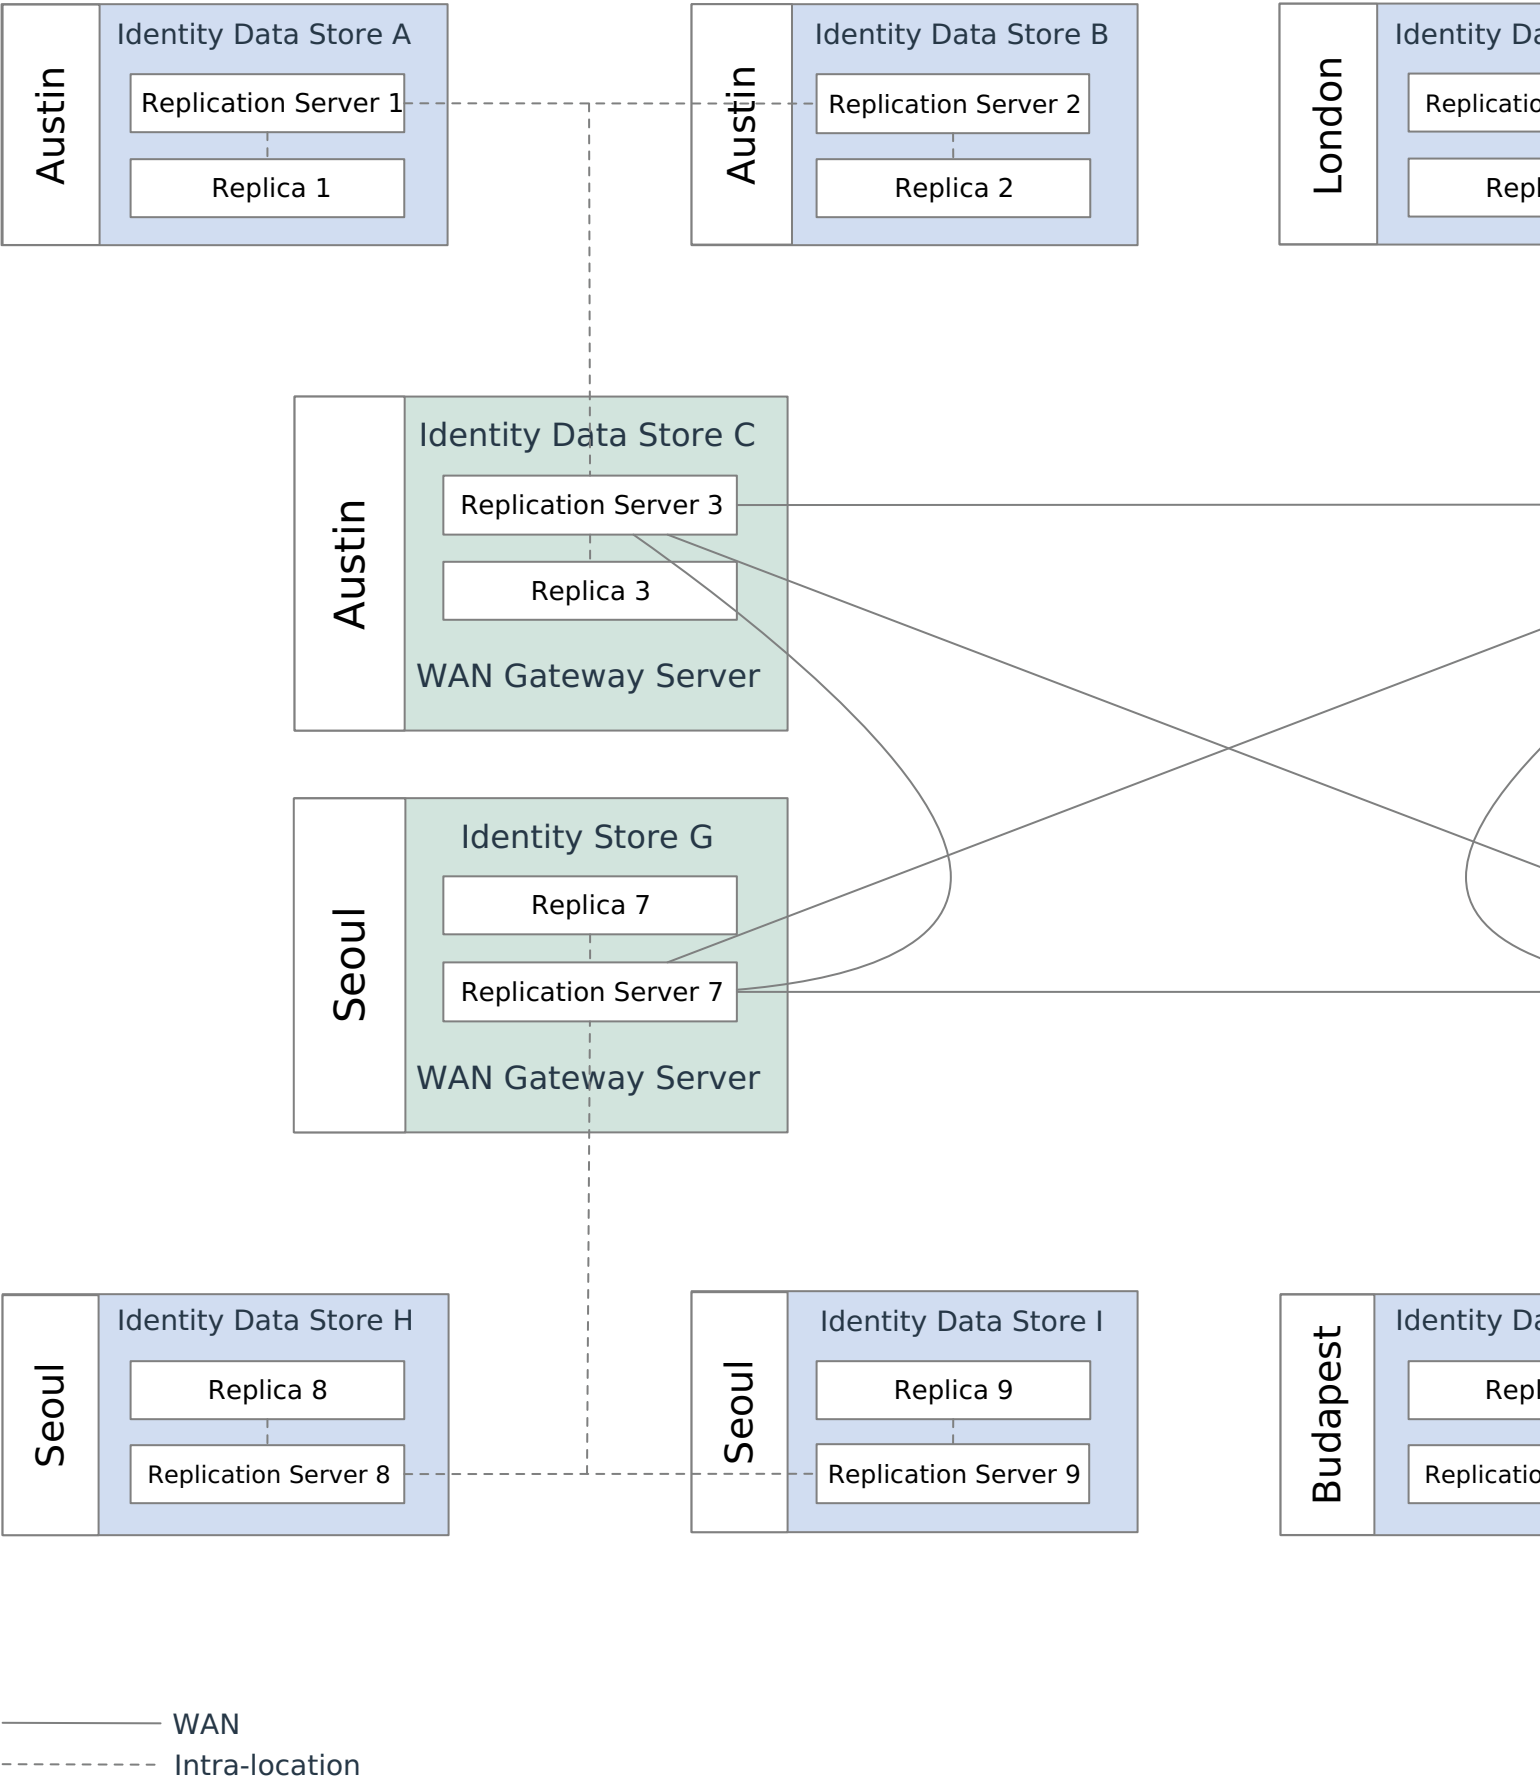 Austin
Identity Data Store A
Replication Server 1
Replica 1
Austin
Identity Data Store B
Replication Server 2
Replica 2
London
Identity
Austin
Identity Data Store C
Replication Server 3
Replica 3
WAN Gateway Server
Seoul
Identity Store G
Replica 7
Replication Server 7
WAN Gateway Server
Seoul
Identity Data Store H
Replica 8
Replication Server 8
Seoul
Identity Data Store I
Replica 9
Replication Server 9
Budapest
Identity
WAN
Intra-location